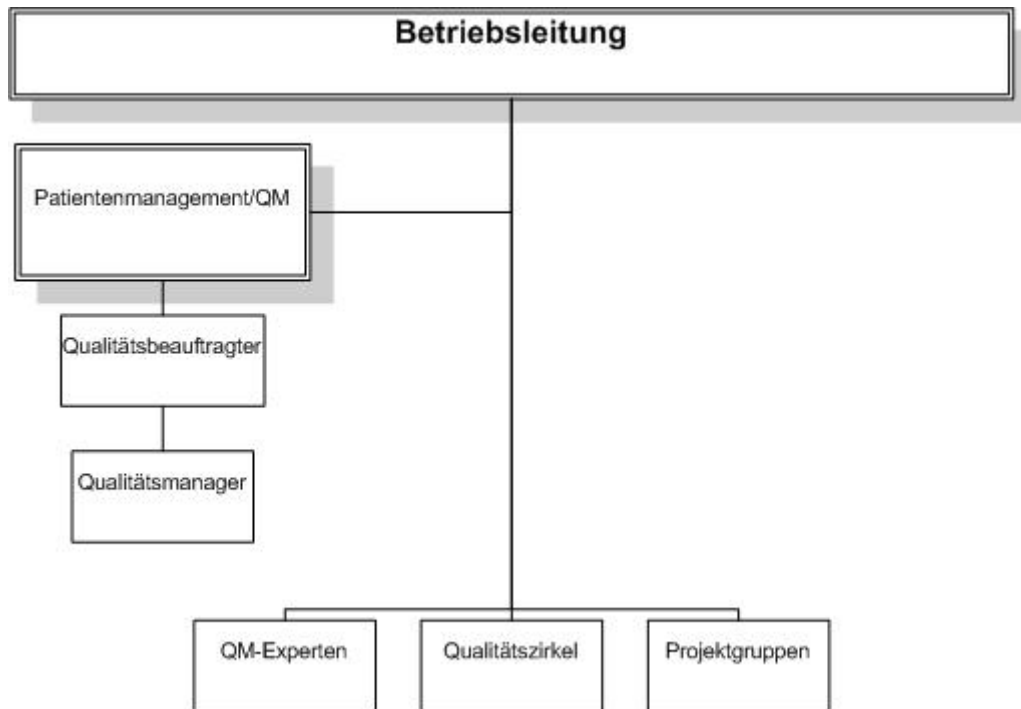 Betriebsleitung
Patientenmanagement/QM
Qualitätsbeauftragter
Qualitätsmanager
QM-Experten
Qualitätszirkel
Projektgruppen